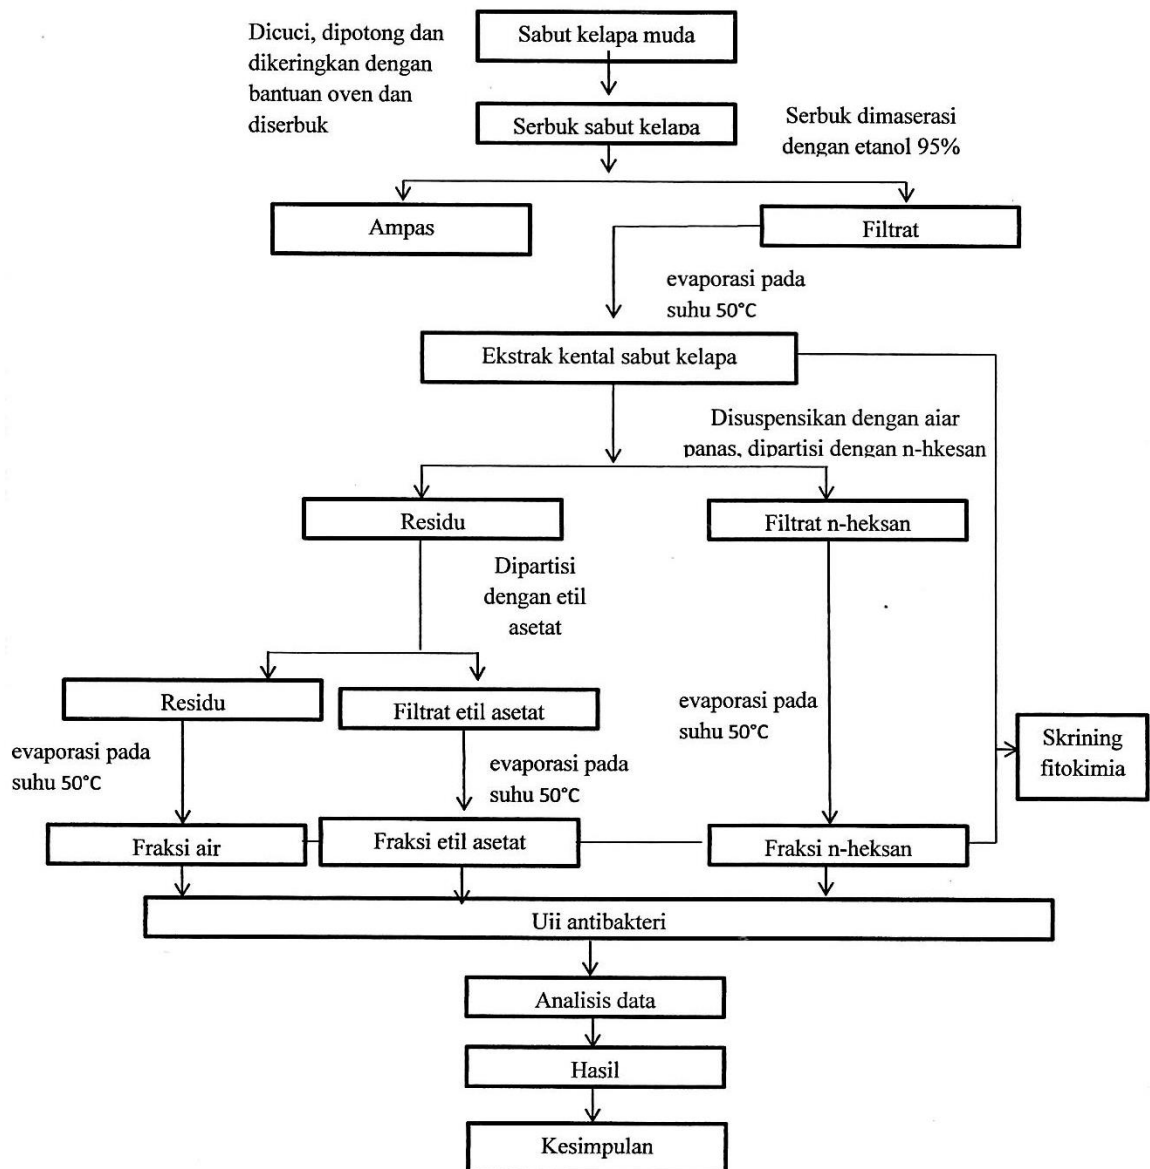 Dicuci, dipotong dan
dikeringkan dengan
bantuan oven dan
diserbuk
Sabut kelapa muda
Serbuk sabut kelapa
Serbuk dimaserasi
dengan etanol 95%
Ampas
Filtrat
evaporasi pada
suhu 50°C
Ekstrak kental sabut kelapa
Disuspensikan dengan aiar
panas, dipartisi dengan n-hkesan
Residu
Filtrat n-heksan
Dipartisi
dengan etil
asetat
Residu
Filtrat etil asetat
evaporasi pada
suhu 50°C
evaporasi pada
suhu 50°C
evaporasi pada
suhu 50°C
Skrining
fitokimia
Fraksi air
Fraksi etil asetat
Fraksi n-heksan
Uji antibakteri
Analisis data
Hasil
Kesimpulan